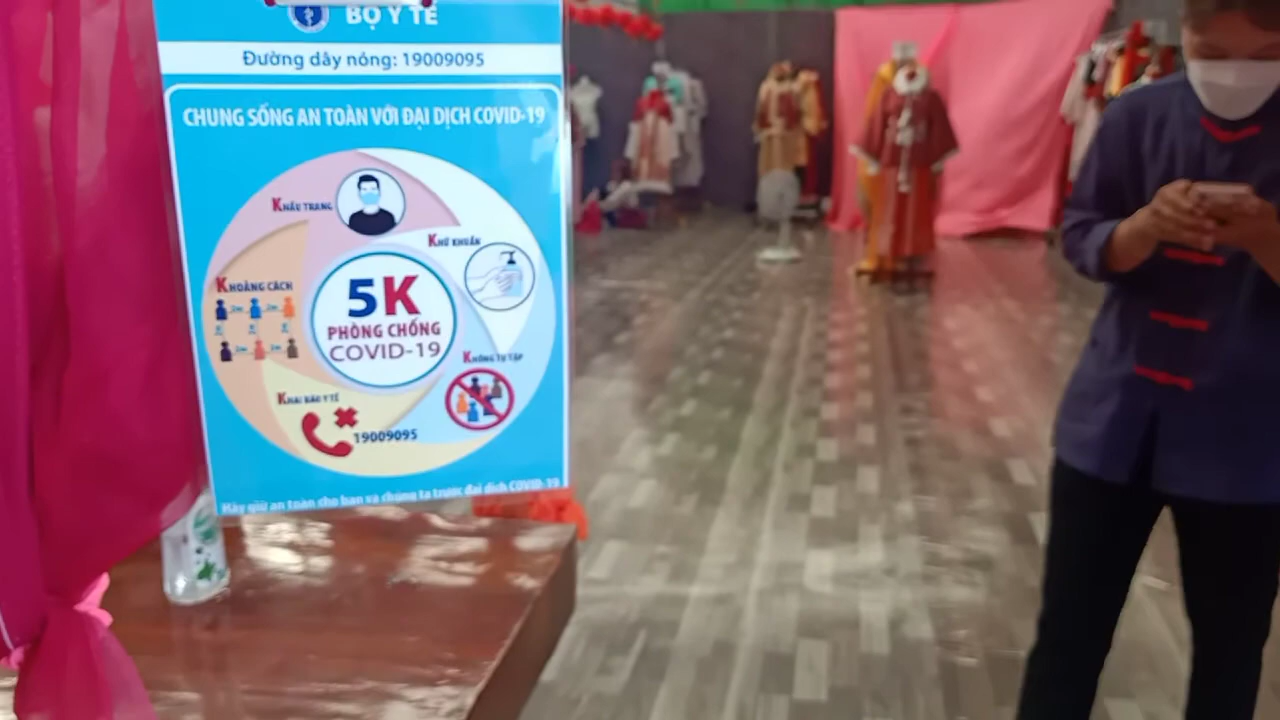 BỘ Y TẾ
Đường dây nóng: 19009095
CHUNG SỐNG AN TOÀN VỚI ĐẠI DỊCH COVID-19
KHẨU TRANG
KHỬ KHUẨN
KHOẢNG CÁCH
5K
PHÒNG CHỐNG
COVID-19
KHÔNG TỤ TẬP
KHAI BÁO Y TẾ
19009095
Hãy giữ an toàn cho bạn và chúng ta trước đại dịch COVID-19